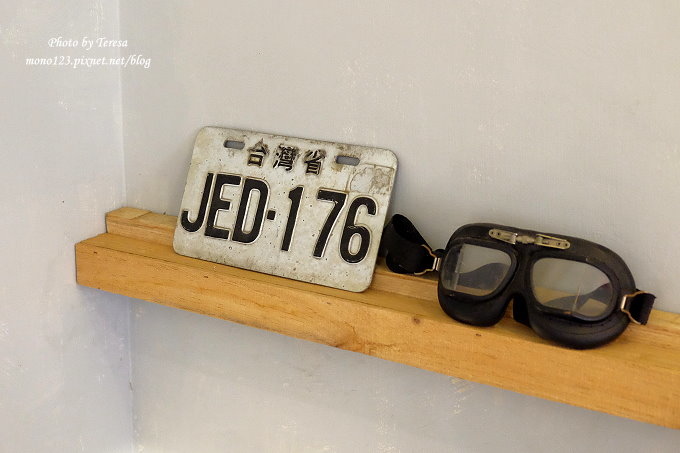 Photo by Teresa
mono123.pixnet.net/blog
台灣省
JED-176